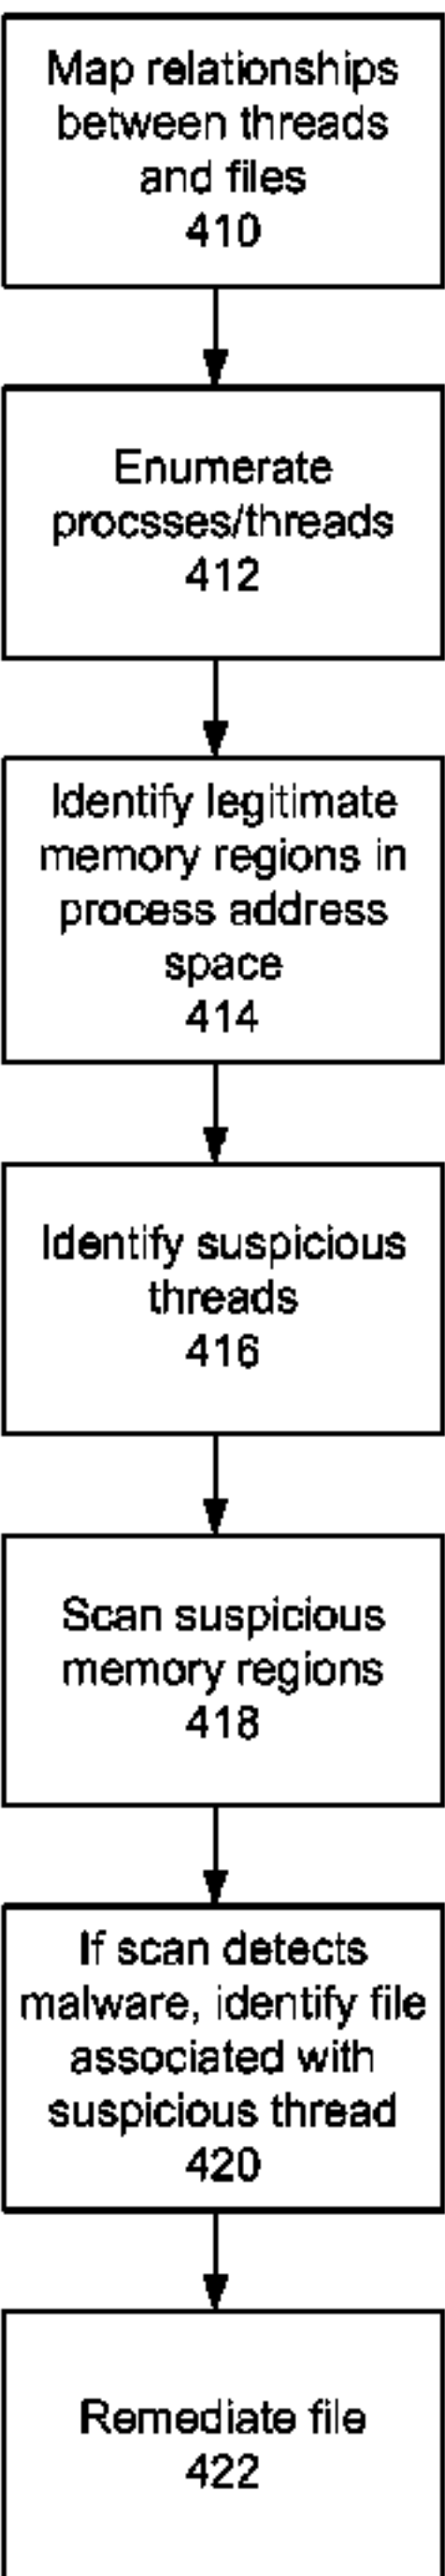 Map relationships
between threads
and files
410
Enumerate
procsses/threads
412
Identify legitimate
memory regions in
process address
space
414
Identify suspicious
threads
416
Scan suspicious
memory regions
418
If scan detects
malware, identify file
associated with
suspicious thread
420
Remediate file
422